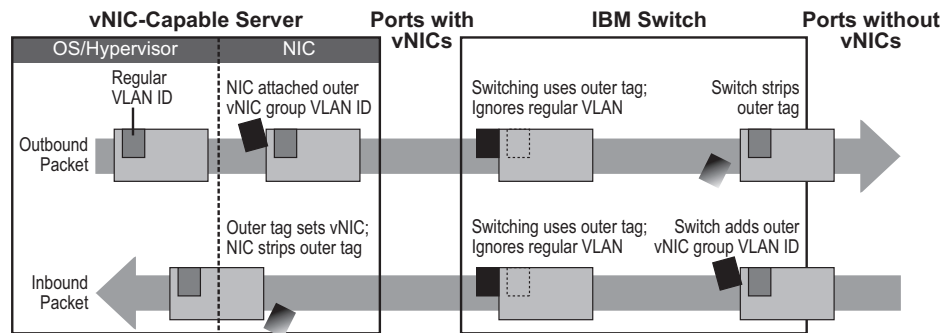 vNIC-Capable Server
Ports with
vNICs
IBM Switch
Ports without
vNICs
OS/Hypervisor
NIC
Regular
VLAN ID
NIC attached outer
vNIC group VLAN ID
Switching uses outer tag;
Ignores regular VLAN
Switch strips
outer tag
Outbound
Packet
Outer tag sets vNIC;
NIC strips outer tag
Switching uses outer tag;
Ignores regular VLAN
Switch adds outer
vNIC group VLAN ID
Inbound
Packet